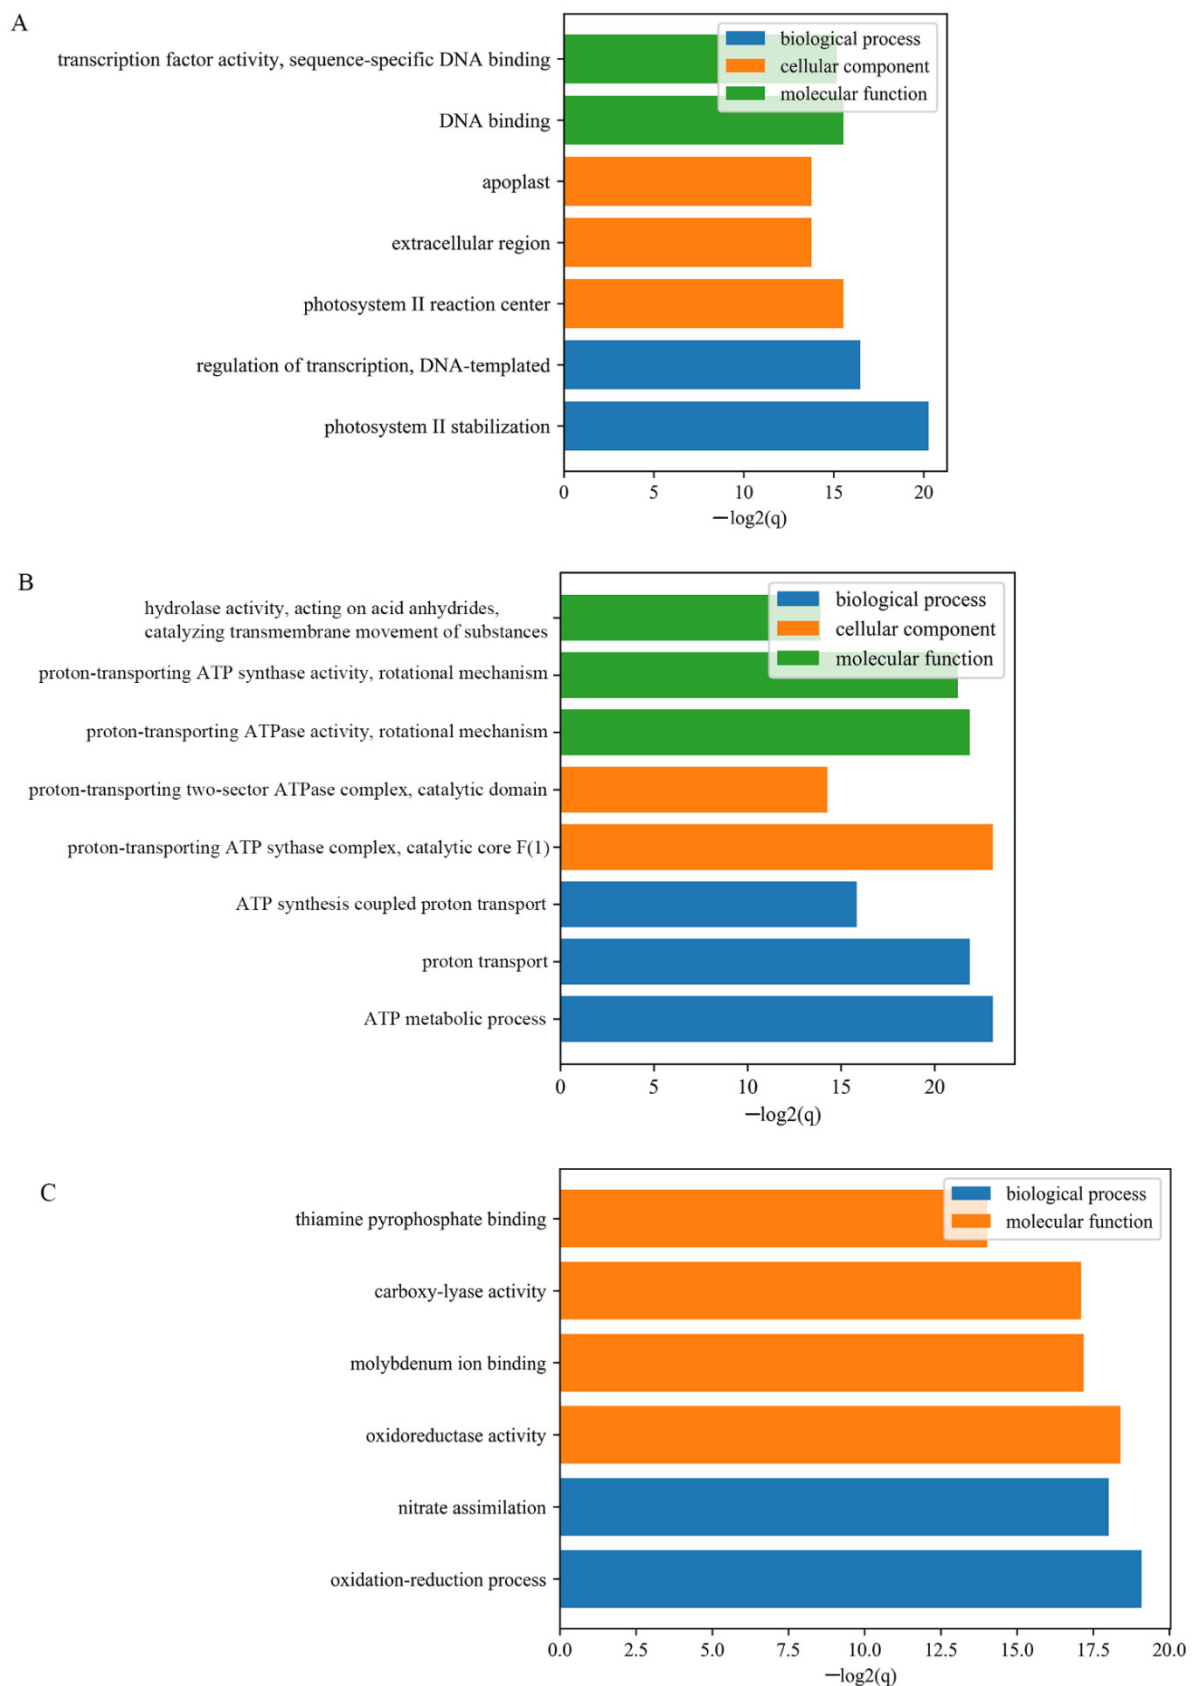 A
biological process
cellular component
molecular function
transcription factor activity, sequence-specific DNA binding
DNA binding
apoplast
extracellular region
photosystem II reaction center
regulation of transcription, DNA-templated
photosystem II stabilization
0 5 10 15 20
−log2(q)
B
biological process
cellular component
molecular function
hydrolase activity, acting on acid anhydrides,
catalyzing transmembrane movement of substances
proton-transporting ATP synthase activity, rotational mechanism
proton-transporting ATPase activity, rotational mechanism
proton-transporting two-sector ATPase complex, catalytic domain
proton-transporting ATP sythase complex, catalytic core F(1)
ATP synthesis coupled proton transport
proton transport
ATP metabolic process
0 5 10 15 20
−log2(q)
C
biological process
molecular function
thiamine pyrophosphate binding
carboxy-lyase activity
molybdenum ion binding
oxidoreductase activity
nitrate assimilation
oxidation-reduction process
0.0 2.5 5.0 7.5 10.0 12.5 15.0 17.5 20.0
−log2(q)